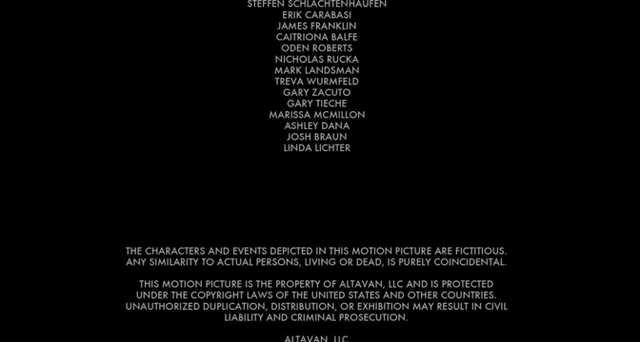 STEFFEN SCHLACHTENHAUFEN
ERIK CARABASI
JAMES FRANKLIN
CAITRIONA BALFE
ODEN ROBERTS
NICHOLAS RUCKA
MARK LANDSMAN
TREVA WURMFELD
GARY ZACUTO
GARY TIECHE
MARISSA MCMILLON
ASHLEY DANA
JOSH BRAUN
LINDA LICHTER
THE CHARACTERS AND EVENTS DEPICTED IN THIS MOTION PICTURE ARE FICTITIOUS.
ANY SIMILARITY TO ACTUAL PERSONS, LIVING OR DEAD, IS PURELY COINCIDENTAL.
THIS MOTION PICTURE IS THE PROPERTY OF ALTAVAN, LLC AND IS PROTECTED
UNDER THE COPYRIGHT LAWS OF THE UNITED STATES AND OTHER COUNTRIES.
UNAUTHORIZED DUPLICATION, DISTRIBUTION, OR EXHIBITION MAY RESULT IN CIVIL
LIABILITY AND CRIMINAL PROSECUTION.
ALTAVAN, LLC.